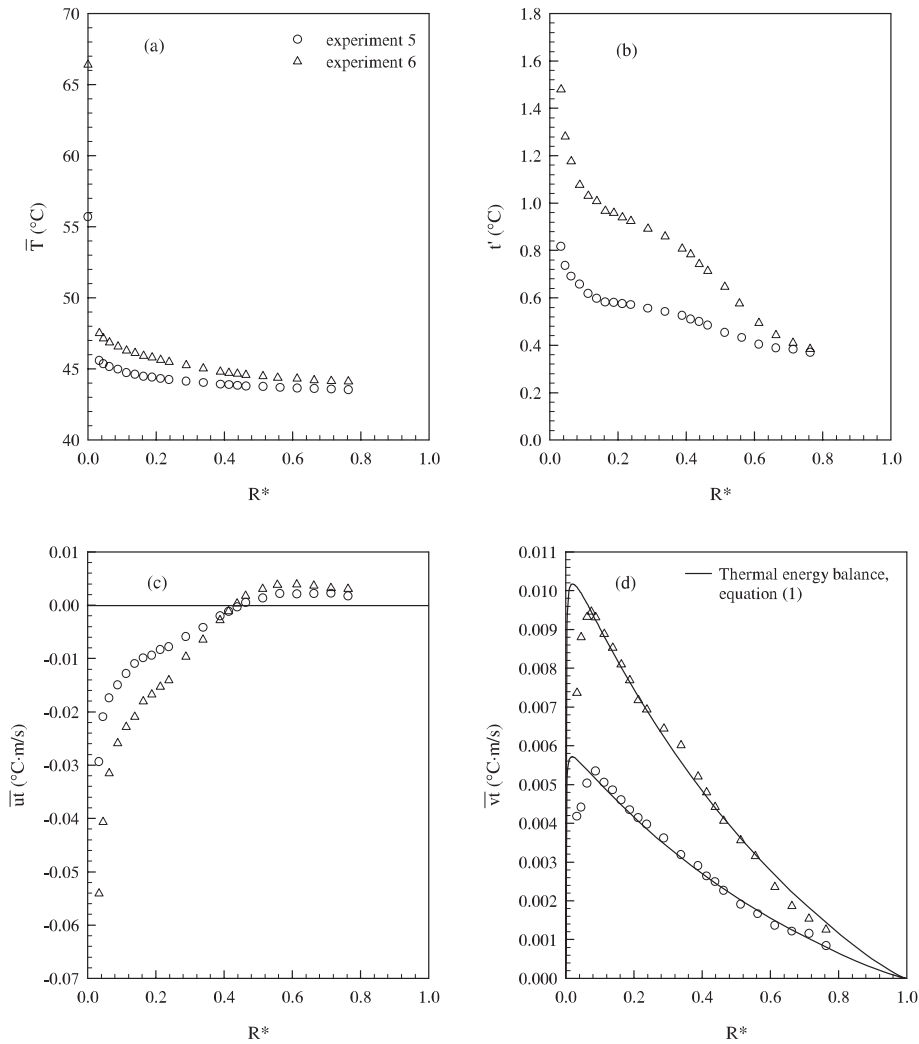 70
65
60
55
50
45
40
T̅ (°C)
(a)
experiment 5
experiment 6
0.0 0.2 0.4 0.6 0.8 1.0
R*
1.8
1.6
1.4
1.2
1.0
0.8
0.6
0.4
0.2
0.0
t' (°C)
(b)
0.0 0.2 0.4 0.6 0.8 1.0
R*
0.01
0.00
-0.01
-0.02
-0.03
-0.04
-0.05
-0.06
-0.07
u̅t̅ (°C·m/s)
(c)
0.0 0.2 0.4 0.6 0.8 1.0
R*
0.011
0.010
0.009
0.008
0.007
0.006
0.005
0.004
0.003
0.002
0.001
0.000
v̅t̅ (°C·m/s)
(d)
Thermal energy balance,
equation (1)
0.0 0.2 0.4 0.6 0.8 1.0
R*